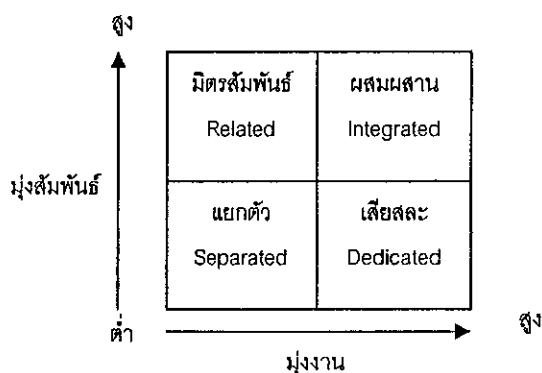 สูง
มิตรสัมพันธ์ ผสมผสาน
Related Integrated
มุ่งสัมพันธ์
แยกตัว เสียสละ
Separated Dedicated
ต่ำ สูง
มุ่งงาน